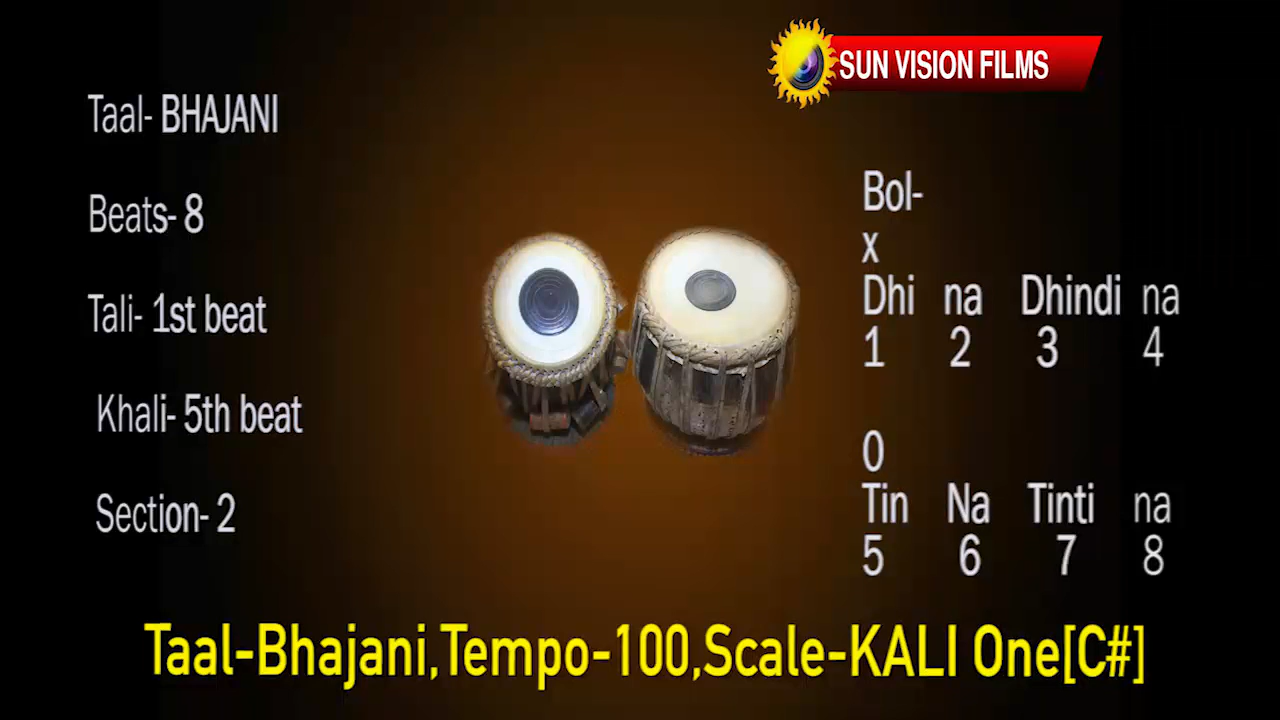 SUN VISION FILMS
Taal- BHAJANI
Beats- 8
Tali- 1st beat
Khali- 5th beat
Section- 2
Bol-
x
Dhi na Dhindi na
1 2 3 4
0
Tin Na Tinti na
5 6 7 8
Taal-Bhajani,Tempo-100,Scale-KALI One[C#]